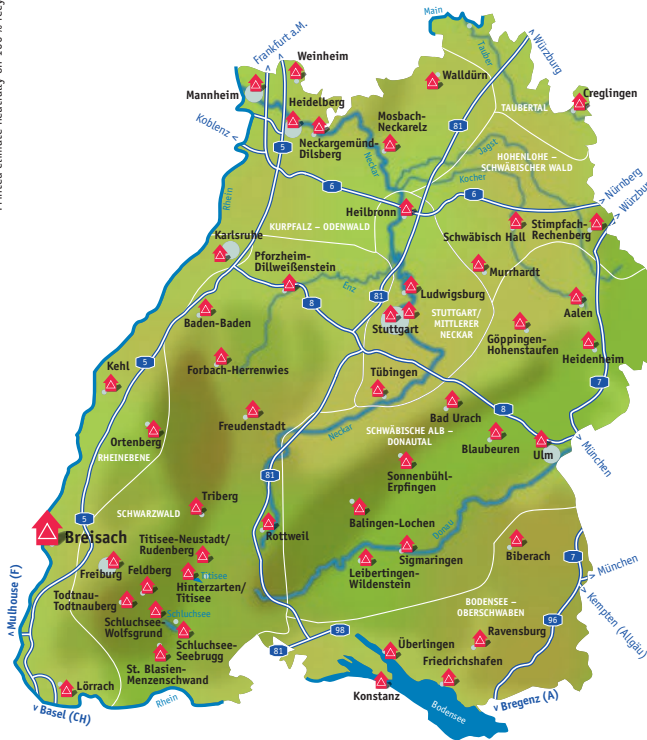 Main
Frankfurt a.M.
Weinheim
Tauber
Würzburg
Walldürn
Mannheim
Creglingen
Heidelberg
TAUBERTAL
Mosbach-
Neckarelz
Koblenz
81
5
Neckargemünd-
Dilsberg
Jagst
Neckar
HOHENLOHE –
SCHWÄBISCHER WALD
Kocher
6
6
Nürnberg
Würzburg
Rhein
Heilbronn
KURPFALZ – ODENWALD
Schwäbisch Hall
Stimpfach-
Rechenberg
Karlsruhe
Pforzheim-
Dillweißenstein
Murrhardt
Enz
Ludwigsburg
81
8
Aalen
Baden-Baden
Stuttgart
STUTTGART/
MITTLERER
NECKAR
Göppingen-
Hohenstaufen
Heidenheim
5
Kehl
Forbach-Herrenwies
Tübingen
7
Freudenstadt
Bad Urach
8
Neckar
SCHWÄBISCHE ALB –
DONAUTAL
Blaubeuren
Ulm
München
Ortenberg
RHEINEBENE
Sonnenbühl-
Erpfingen
81
Triberg
SCHWARZWALD
5
Balingen-Lochen
Breisach
Rottweil
Donau
Titisee-Neustadt/
Rudenberg
Biberach
Sigmaringen
7
Freiburg
Feldberg
Titisee
Leibertingen-
Wildenstein
München
Hinterzarten/
Titisee
Todtnau-
Todtnauberg
Schluchsee
Kempten (Allgäu)
Mulhouse (F)
BODENSEE –
OBERSCHWABEN
96
Schluchsee-
Wolfsgrund
98
Ravensburg
Schluchsee-
Seebrugg
81
Überlingen
St. Blasien-
Menzenschwand
Friedrichshafen
Lörrach
Konstanz
Rhein
Bodensee
Basel (CH)
Bregenz (A)